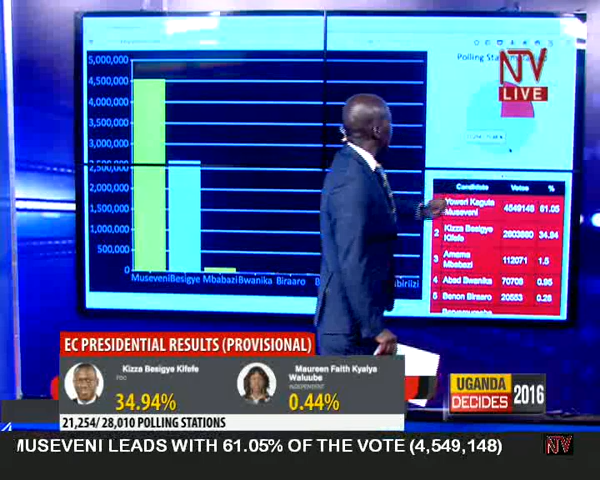 5,000,000
4,500,000
4,000,000
3,500,000
3,000,000
2,500,000
2,000,000
1,500,000
1,000,000
500,000
0
Museveni Besigye Mbabazi Bwanika Biraaro
Polling Sta
NTV
LIVE
Candidate Votes %
Yoweri Kaguta Museveni 4549148 61.05
2 Kizza Besigye Kifefe 2603680 34.94
3 Amama Mbabazi 112071 1.5
4 Abed Bwanika 70708 0.95
5 Benon Biraaro 20553 0.28
EC PRESIDENTIAL RESULTS (PROVISIONAL)
Kizza Besigye Kifefe
FDC
34.94%
Maureen Faith Kyalya Waluube
INDEPENDENT
0.44%
21,254/ 28,010 POLLING STATIONS
UGANDA DECIDES 2016
MUSEVENI LEADS WITH 61.05% OF THE VOTE (4,549,148)
NTV